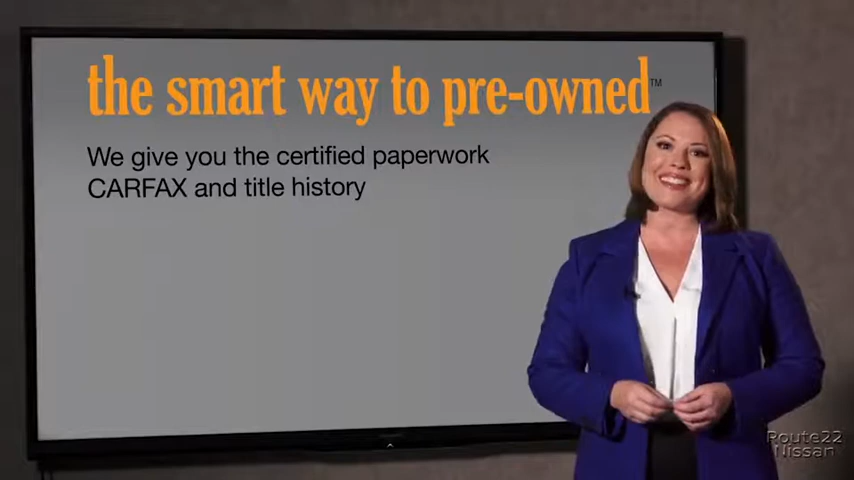 the smart way to pre-owned™
We give you the certified paperwork
CARFAX and title history
Route22
Nissan